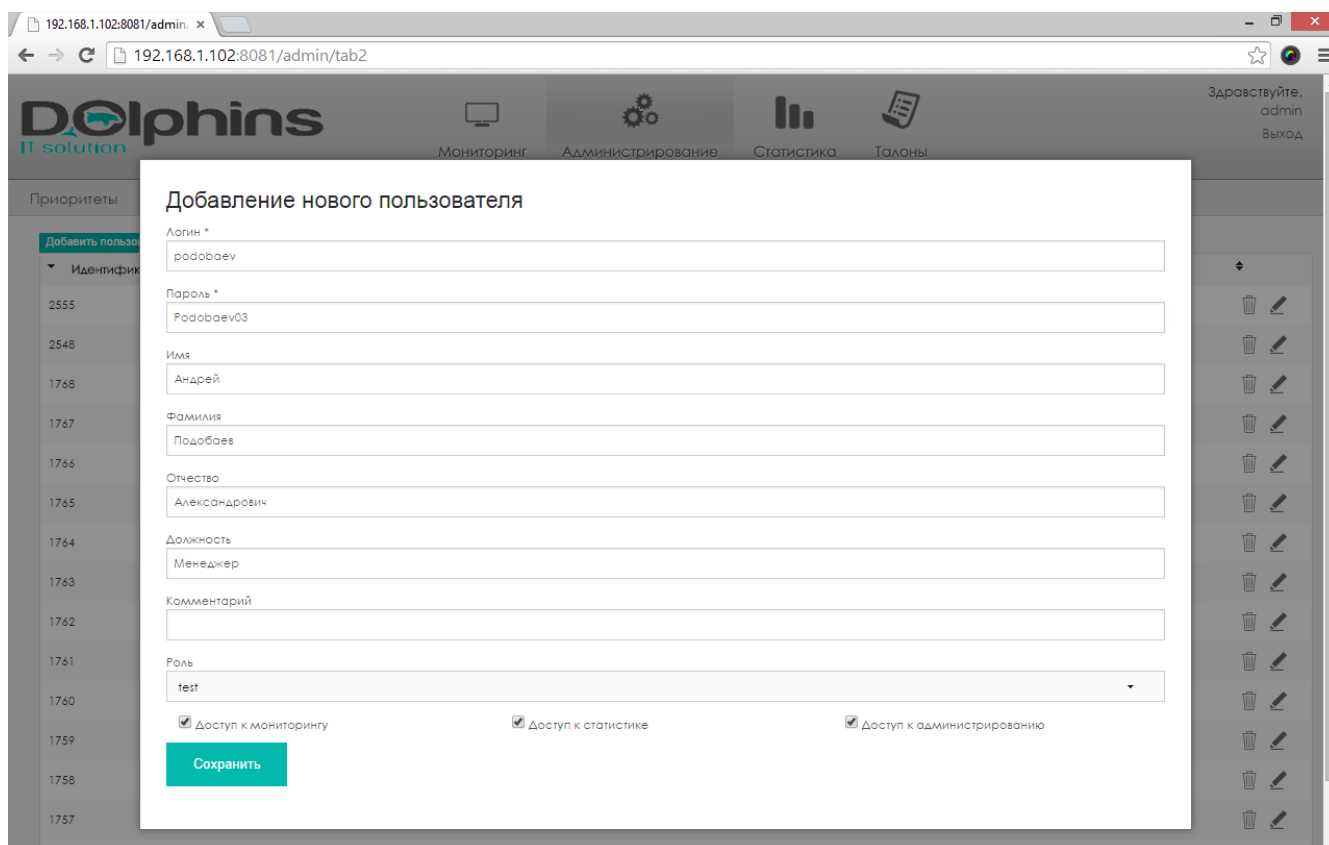 192.168.1.102:8081/admin/
192.168.1.102:8081/admin/tab2
Dolphins
IT solution
Мониторинг
Администрирование
Статистика
Талоны
Здравствуйте,
admin
Выход
Приоритеты
Добавить пользо
Идентифик
2555
2548
1768
1767
1766
1765
1764
1763
1762
1761
1760
1759
1758
1757
Добавление нового пользователя
Логин *
podobaev
Пароль *
Podobaev03
Имя
Андрей
Фамилия
Подобаев
Отчество
Александрович
Должность
Менеджер
Комментарий
Роль
test
Доступ к мониторингу
Доступ к статистике
Доступ к администрированию
Сохранить